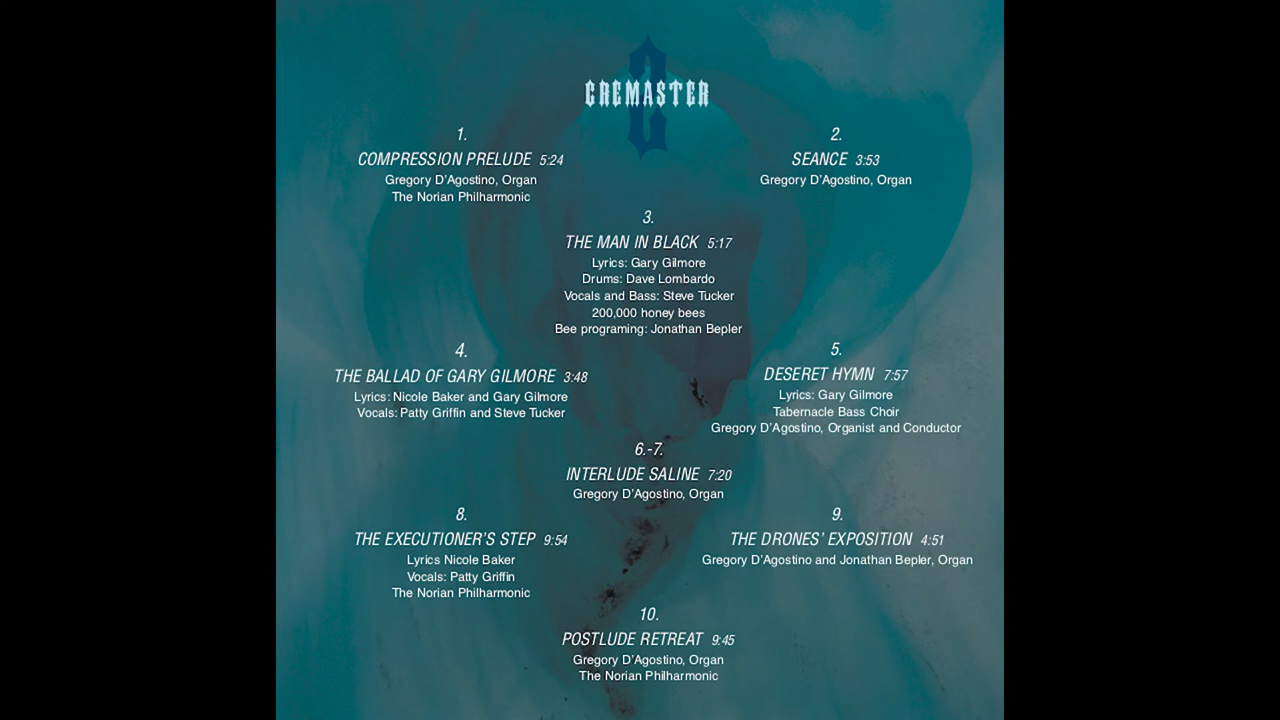 2
CREMASTER
1.
COMPRESSION PRELUDE 5:24
Gregory D'Agostino, Organ
The Norian Philharmonic
2.
SEANCE 3:53
Gregory D'Agostino, Organ
3.
THE MAN IN BLACK 5:17
Lyrics: Gary Gilmore
Drums: Dave Lombardo
Vocals and Bass: Steve Tucker
200,000 honey bees
Bee programing: Jonathan Bepler
4.
THE BALLAD OF GARY GILMORE 3:48
Lyrics: Nicole Baker and Gary Gilmore
Vocals: Patty Griffin and Steve Tucker
5.
DESERET HYMN 7:57
Lyrics: Gary Gilmore
Tabernacle Bass Choir
Gregory D'Agostino, Organist and Conductor
6.-7.
INTERLUDE SALINE 7:20
Gregory D'Agostino, Organ
8.
THE EXECUTIONER'S STEP 9:54
Lyrics Nicole Baker
Vocals: Patty Griffin
The Norian Philharmonic
9.
THE DRONES' EXPOSITION 4:51
Gregory D'Agostino and Jonathan Bepler, Organ
10.
POSTLUDE RETREAT 9:45
Gregory D'Agostino, Organ
The Norian Philharmonic